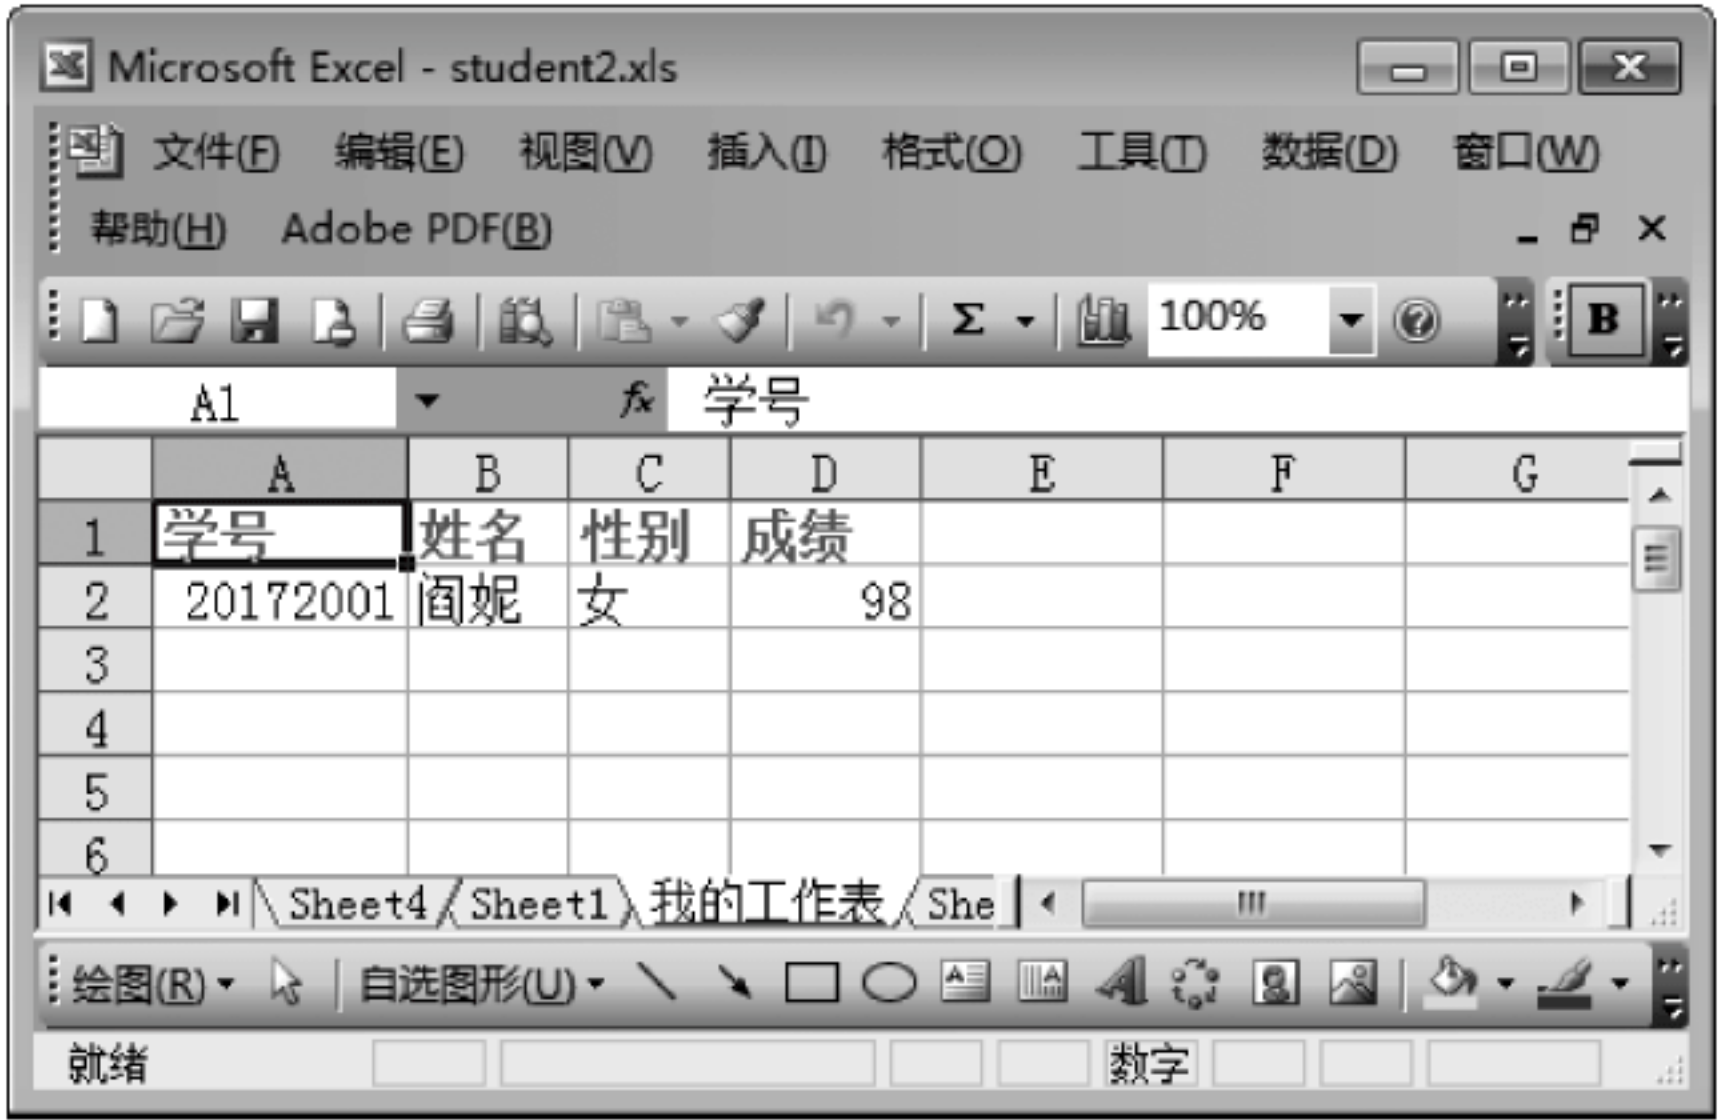 Microsoft Excel - student2.xls
文件(F) 编辑(E) 视图(V) 插入(I) 格式(O) 工具(T) 数据(D) 窗口(W)
帮助(H) Adobe PDF(B)
Σ 100% B
A1 fx 学号
A B C D E F G
1 学号 姓名 性别 成绩
2 20172001 阎妮 女 98
3
4
5
6
Sheet4 Sheet1 我的工作表 She
绘图(R) 自选图形(U)
就绪 数字